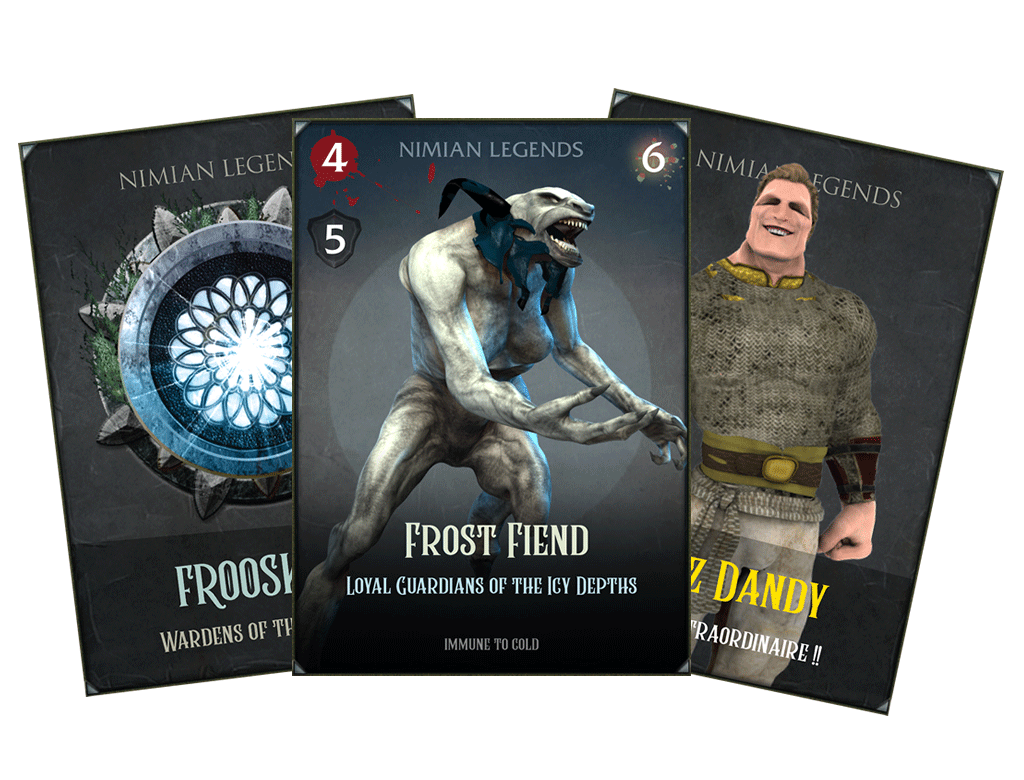 NIMIAN LEGEN
FROOSK
WARDENS OF TH
4
NIMIAN LEGENDS
6
5
FROST FIEND
LOYAL GUARDIANS OF THE ICY DEPTHS
IMMUNE TO COLD
NIMIAN LEGENDS
Z DANDY
TRAORDINAIRE !!